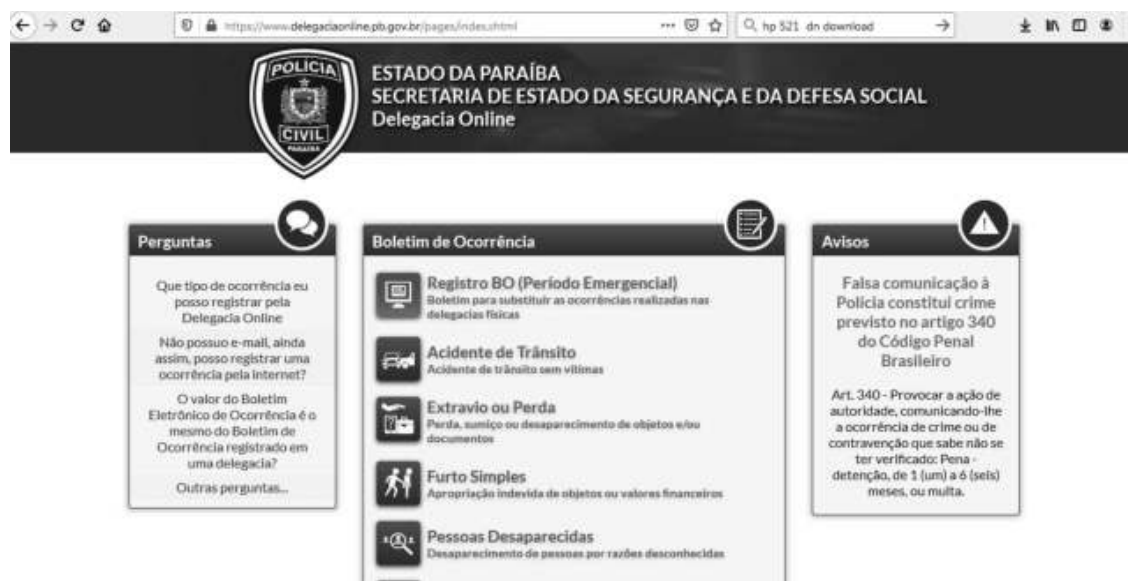 https://www.delegaciaonline.pb.gov.br/pages/index.xhtml
hp 521 dn download
POLICIA
CIVIL
PARAÍBA
ESTADO DA PARAÍBA
SECRETARIA DE ESTADO DA SEGURANÇA E DA DEFESA SOCIAL
Delegacia Online
Perguntas
Que tipo de ocorrência eu
posso registrar pela
Delegacia Online
Não possuo e-mail, ainda
assim, posso registrar uma
ocorrência pela internet?
O valor do Boletim
Eletrônico de Ocorrência é o
mesmo do Boletim de
Ocorrência registrado em
uma delegacia?
Outras perguntas...
Boletim de Ocorrência
Registro BO (Período Emergencial)
Boletim para substituir as ocorrências realizadas nas
delegacias físicas
Acidente de Trânsito
Acidente de trânsito sem vítimas
Extravio ou Perda
Perda, sumiço ou desaparecimento de objetos e/ou
documentos
Furto Simples
Apropriação indevida de objetos ou valores financeiros
Pessoas Desaparecidas
Desaparecimento de pessoas por razões desconhecidas
Avisos
Falsa comunicação à
Polícia constitui crime
previsto no artigo 340
do Código Penal
Brasileiro
Art. 340 - Provocar a ação de
autoridade, comunicando-lhe
a ocorrência de crime ou de
contravenção que sabe não se
ter verificado: Pena -
detenção, de 1 (um) a 6 (seis)
meses, ou multa.